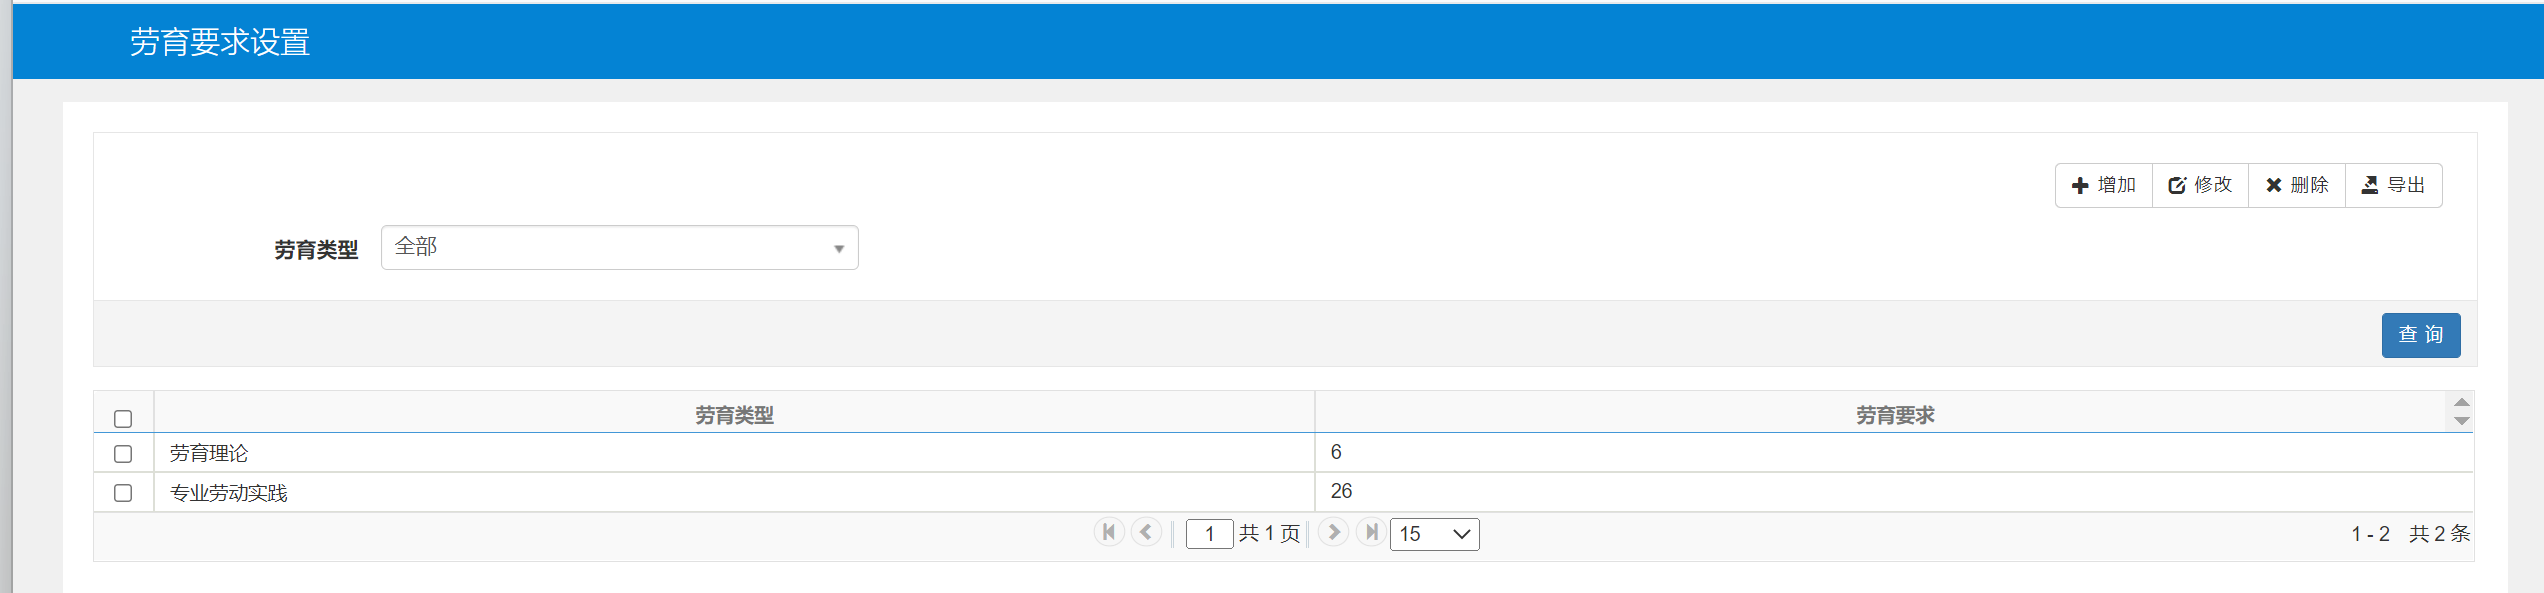 劳育要求设置
增加 修改 删除 导出
劳育类型 全部
查 询
劳育类型 劳育要求
劳育理论 6
专业劳动实践 26
1 共 1 页 15 1 - 2 共 2 条